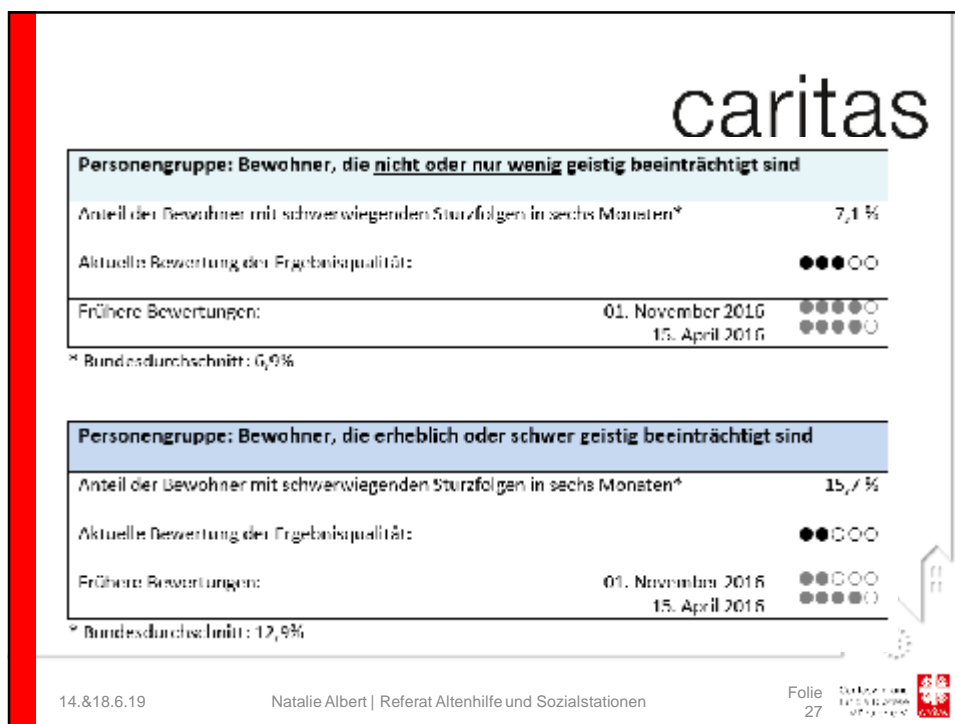 caritas
Personengruppe: Bewohner, die nicht oder nur wenig geistig beeinträchtigt sind
Anteil der Bewohner mit schwerwiegenden Sturzfolgen in sechs Monaten* 7,1 %
Aktuelle Bewertung der Ergebnisqualität: ●●●○○
Frühere Bewertungen: 01. November 2016 ●●●●○
15. April 2016 ●●●●○
* Bundesdurchschnitt: 6,9%
Personengruppe: Bewohner, die erheblich oder schwer geistig beeinträchtigt sind
Anteil der Bewohner mit schwerwiegenden Sturzfolgen in sechs Monaten* 15,7 %
Aktuelle Bewertung der Ergebnisqualität: ●●○○○
Frühere Bewertungen: 01. November 2016 ●●○○○
15. April 2016 ●●●●○
* Bundesdurchschnitt: 12,9%
14.&18.6.19 Natalie Albert | Referat Altenhilfe und Sozialstationen Folie
27